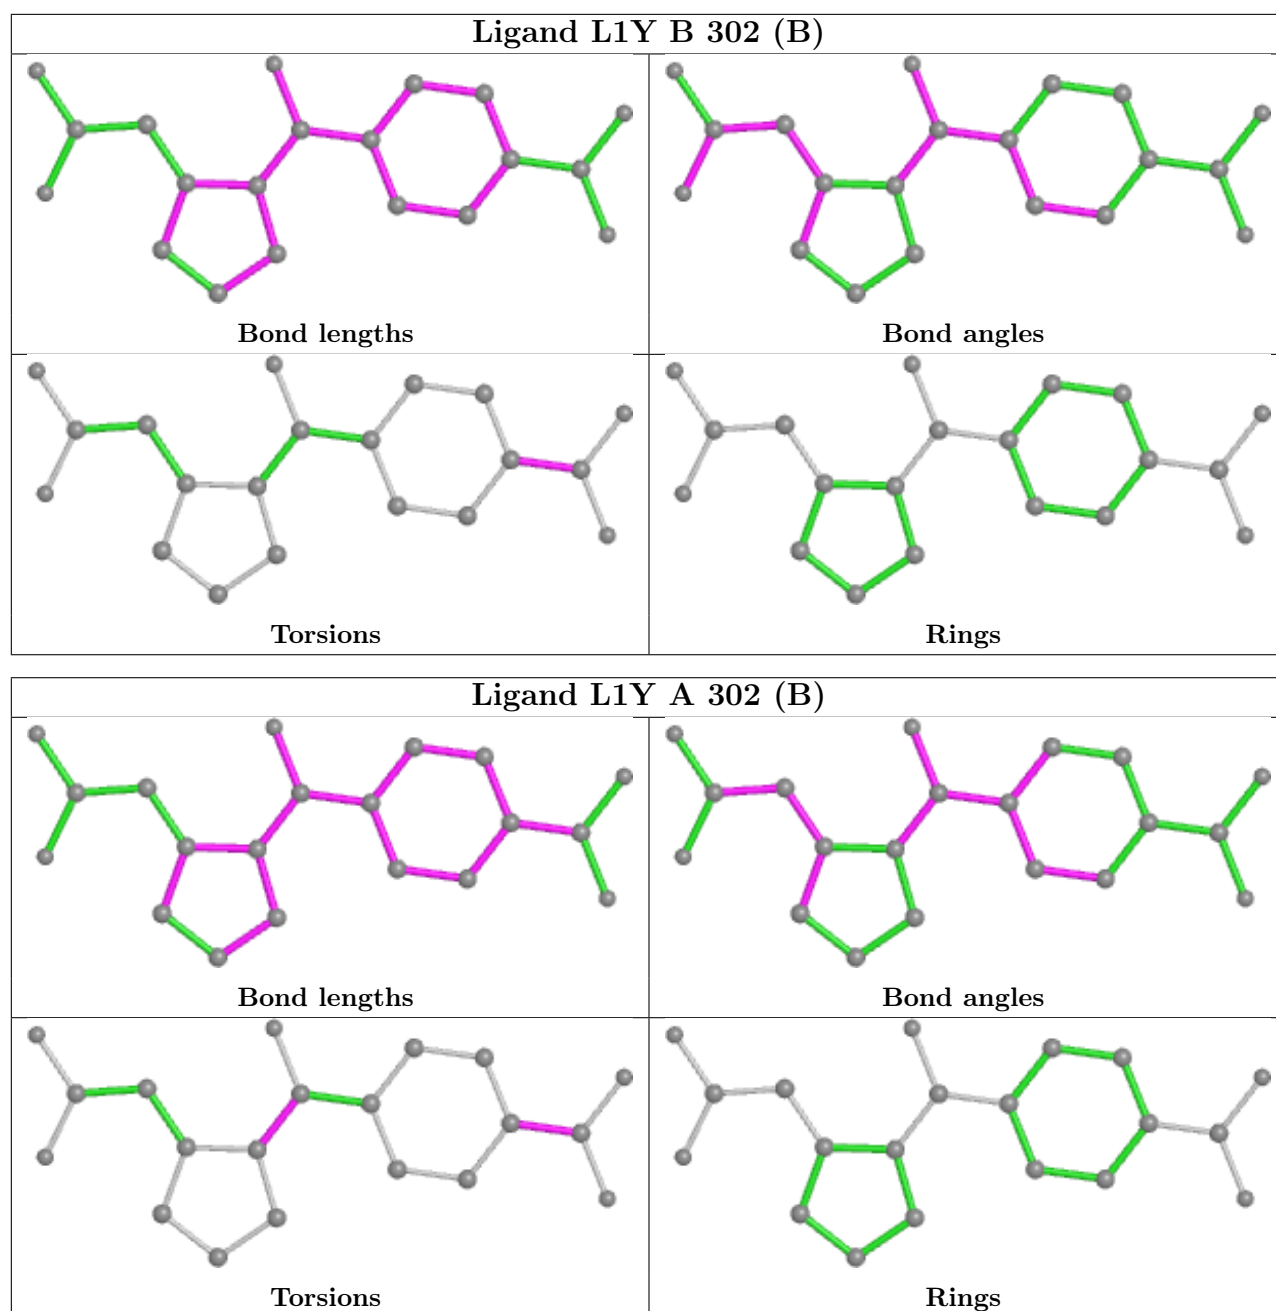 Ligand L1Y B 302 (B)
Bond lengths
Bond angles
Torsions
Rings
Ligand L1Y A 302 (B)
Bond lengths
Bond angles
Torsions
Rings